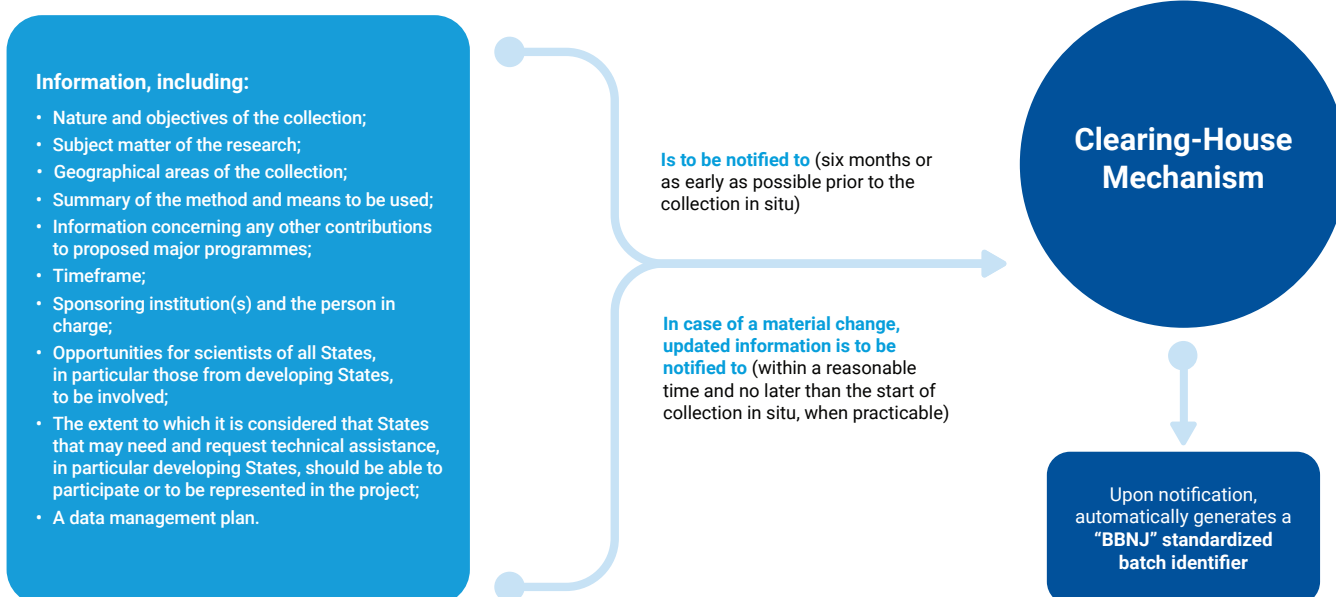 Information, including:
• Nature and objectives of the collection;
• Subject matter of the research;
• Geographical areas of the collection;
• Summary of the method and means to be used;
• Information concerning any other contributions
to proposed major programmes;
• Timeframe;
• Sponsoring institution(s) and the person in
charge;
• Opportunities for scientists of all States,
in particular those from developing States,
to be involved;
• The extent to which it is considered that States
that may need and request technical assistance,
in particular developing States, should be able to
participate or to be represented in the project;
• A data management plan.
Is to be notified to (six months or
as early as possible prior to the
collection in situ)
In case of a material change,
updated information is to be
notified to (within a reasonable
time and no later than the start of
collection in situ, when practicable)
Clearing-House
Mechanism
Upon notification,
automatically generates a
“BBNJ” standardized
batch identifier